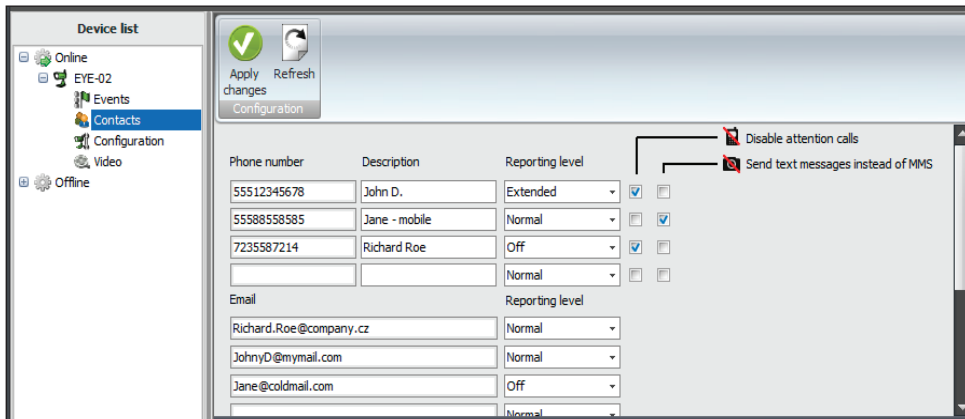 Device list
Online
EYE-02
Events
Contacts
Configuration
Video
Offline
Apply changes
Refresh
Configuration
Disable attention calls
Send text messages instead of MMS
Phone number Description Reporting level
55512345678 John D. Extended
55588558585 Jane - mobile Normal
7235587214 Richard Roe Off
Normal
Email Reporting level
Richard.Roe@company.cz Normal
JohnyD@mymail.com Normal
Jane@coldmail.com Off
Normal